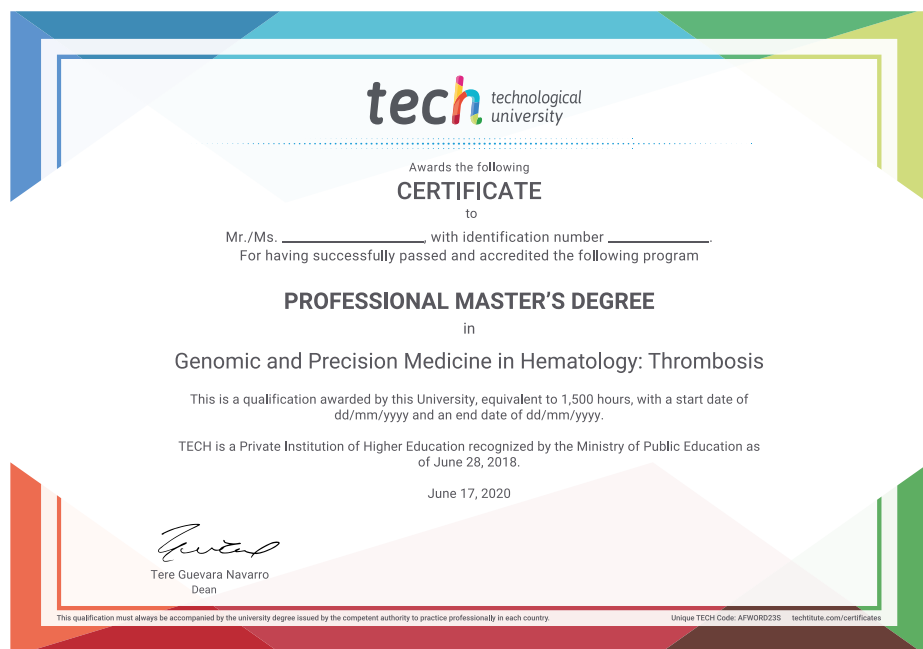 tech technological
university
Awards the following
CERTIFICATE
to
Mr./Ms. ____________________, with identification number ______________.
For having successfully passed and accredited the following program
PROFESSIONAL MASTER'S DEGREE
in
Genomic and Precision Medicine in Hematology: Thrombosis
This is a qualification awarded by this University, equivalent to 1,500 hours, with a start date of
dd/mm/yyyy and an end date of dd/mm/yyyy.
TECH is a Private Institution of Higher Education recognized by the Ministry of Public Education as
of June 28, 2018.
June 17, 2020
Tere Guevara Navarro
Dean
This qualification must always be accompanied by the university degree issued by the competent authority to practice professionally in each country.
Unique TECH Code: AFWORD23S techtitute.com/certificates